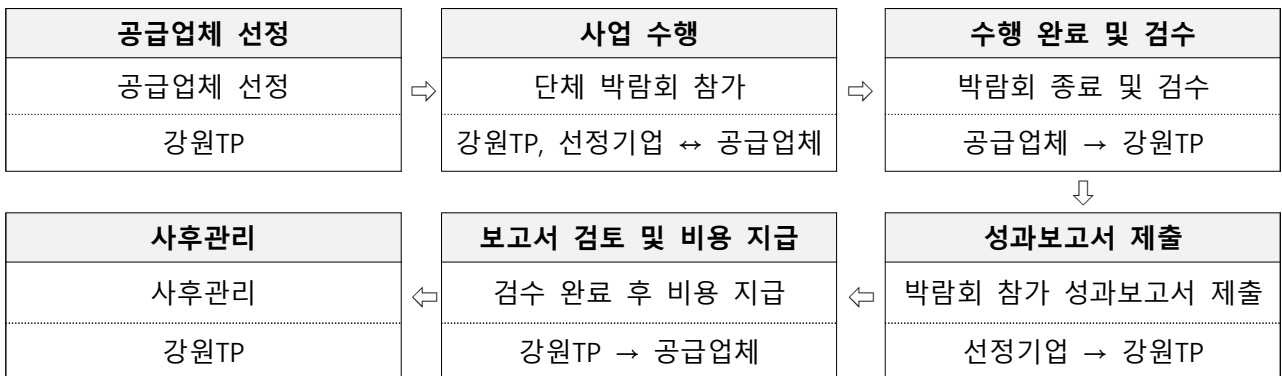 공급업체 선정
사업 수행
수행 완료 및 검수
공급업체 선정
⇨
단체 박람회 참가
⇨
박람회 종료 및 검수
강원TP
강원TP, 선정기업 ↔ 공급업체
공급업체 → 강원TP
⇩
사후관리
보고서 검토 및 비용 지급
성과보고서 제출
사후관리
⇦
검수 완료 후 비용 지급
⇦
박람회 참가 성과보고서 제출
강원TP
강원TP → 공급업체
선정기업 → 강원TP